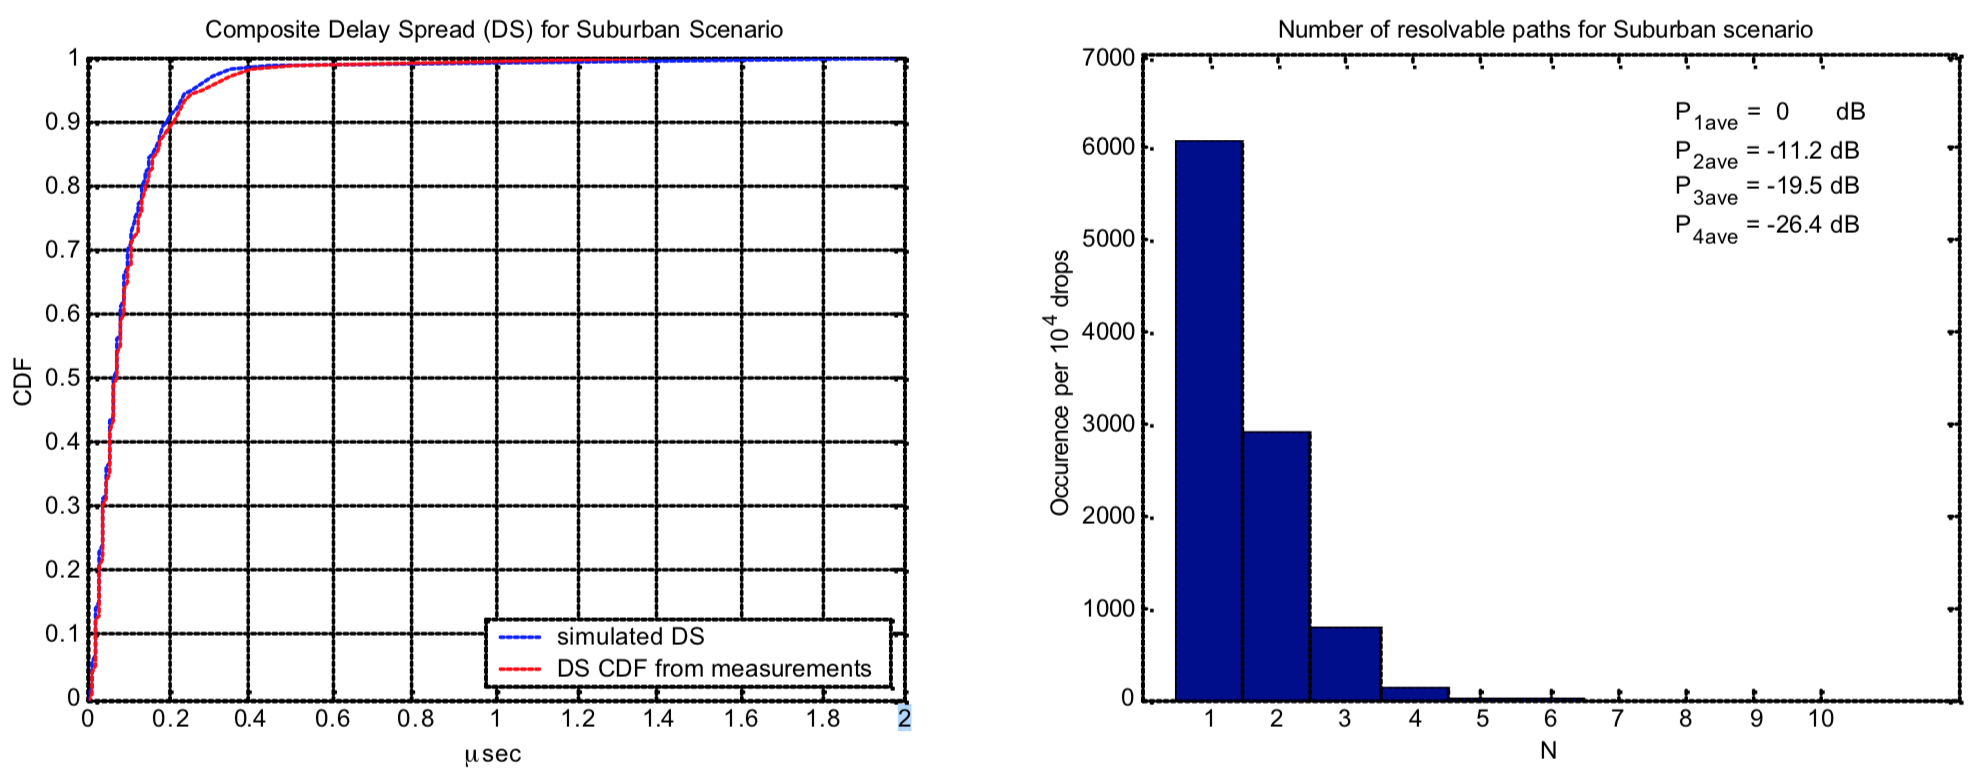 Composite Delay Spread (DS) for Suburban Scenario
1
0.9
0.8
0.7
0.6
0.5
0.4
0.3
0.2
0.1
0
CDF
simulated DS
DS CDF from measurements
0 0.2 0.4 0.6 0.8 1 1.2 1.4 1.6 1.8 2
μsec
Number of resolvable paths for Suburban scenario
7000
6000
5000
4000
3000
2000
1000
0
Occurence per 10^4 drops
P1ave = 0 dB
P2ave = -11.2 dB
P3ave = -19.5 dB
P4ave = -26.4 dB
1 2 3 4 5 6 7 8 9 10
N